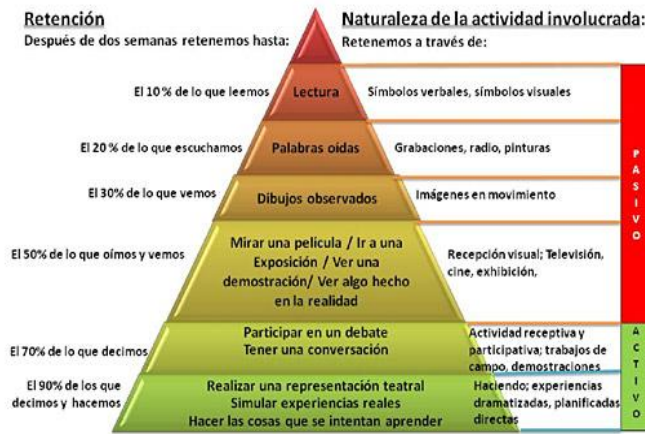 Retención
Naturaleza de la actividad involucrada:
Después de dos semanas retenemos hasta:
Retenemos a través de:
El 10 % de lo que leemos
Lectura
Símbolos verbales, símbolos visuales
El 20 % de lo que escuchamos
Palabras oídas
Grabaciones, radio, pinturas
El 30% de lo que vemos
Dibujos observados
Imágenes en movimiento
El 50% de lo que oímos y vemos
Mirar una película / Ir a una
Exposición / Ver una
demostración/ Ver algo hecho
en la realidad
Recepción visual; Televisión,
cine, exhibición,
PASIVO
El 70% de lo que decimos
Participar en un debate
Tener una conversación
Actividad receptiva y
participativa; trabajos de
campo, demostraciones
El 90% de los que
decimos y hacemos
Realizar una representación teatral
Simular experiencias reales
Hacer las cosas que se intentan aprender
Haciendo; experiencias
dramatizadas, planificadas
directas
ACTIVO